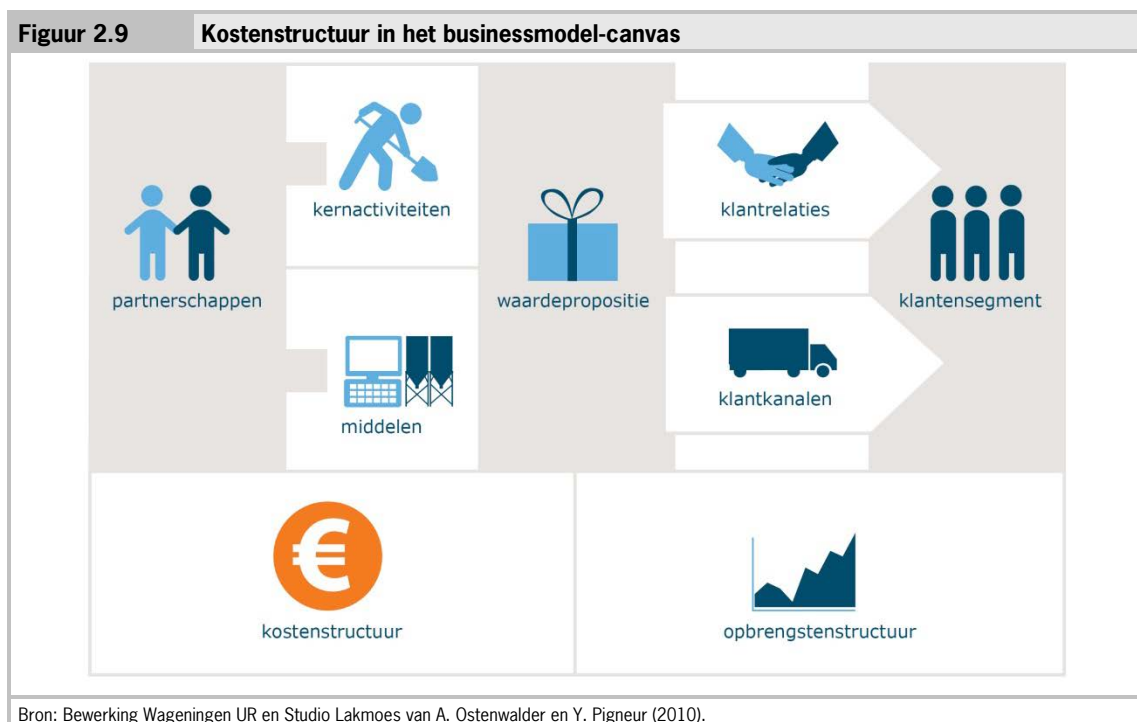 Figuur 2.9 Kostenstructuur in het businessmodel-canvas
kernactiviteiten
klantrelaties
partnerschappen
waardepropositie
klantensegment
middelen
klantkanalen
€
kostenstructuur
opbrengstenstructuur
Bron: Bewerking Wageningen UR en Studio Lakmoes van A. Ostenwalder en Y. Pigneur (2010).